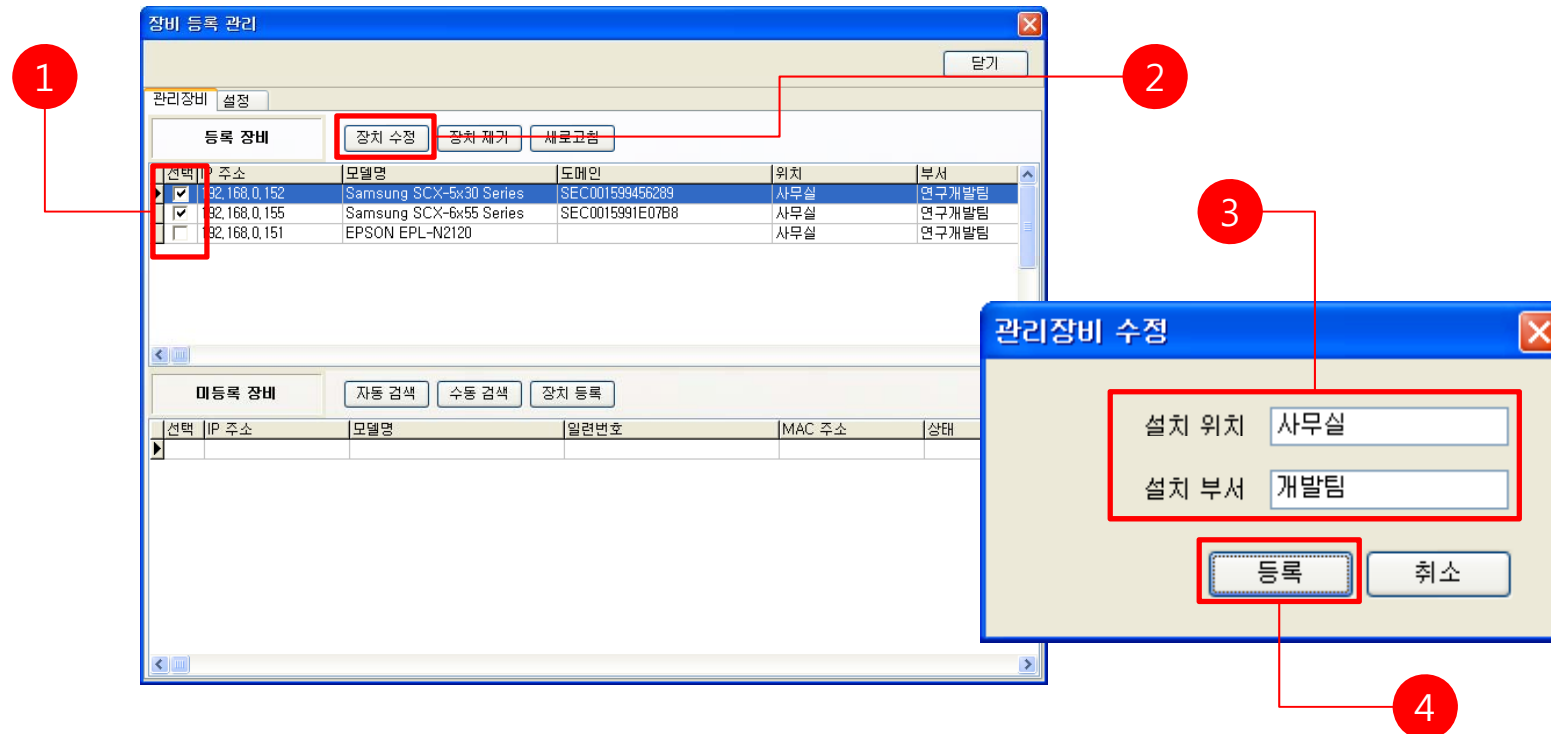 장비 등록 관리
닫기
1
2
관리장비 설정
등록 장비 장치 수정 장치 제거 새로고침
선택 IP 주소 모델명 도메인 위치 부서
192,168,0,152 Samsung SCX-5x30 Series SEC001599456289 사무실 연구개발팀
192,168,0,155 Samsung SCX-6x55 Series SEC0015991E07B8 사무실 연구개발팀
192,168,0,151 EPSON EPL-N2120 사무실 연구개발팀
3
미등록 장비 자동 검색 수동 검색 장치 등록
선택 IP 주소 모델명 일련번호 MAC 주소 상태
관리장비 수정
설치 위치 사무실
설치 부서 개발팀
등록 취소
4